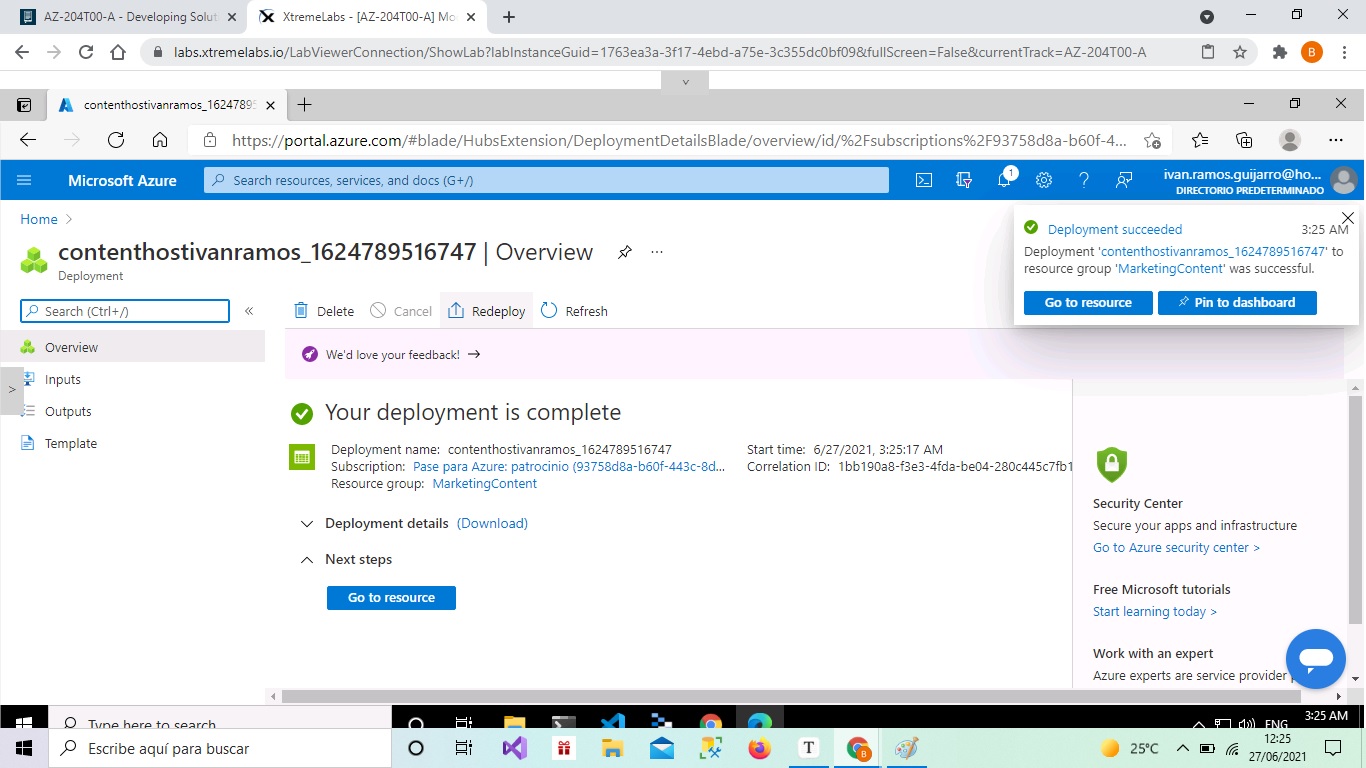 AZ-204T00-A - Developing Solut
XtremeLabs - [AZ-204T00-A] Mo
labs.xtremelabs.io/LabViewerConnection/ShowLab?labInstanceGuid=1763ea3a-3f17-4ebd-a75e-3c355dc0bf09&fullScreen=False&currentTrack=AZ-204T00-A
B
contenthostivanramos_16247895
https://portal.azure.com/#blade/HubsExtension/DeploymentDetailsBlade/overview/id/%2Fsubscriptions%2F93758d8a-b60f-4...
Microsoft Azure
Search resources, services, and docs (G+/)
1
ivan.ramos.guijarro@ho...
DIRECTORIO PREDETERMINADO
Home >
contenthostivanramos_1624789516747 | Overview ...
Deployment
Deployment succeeded 3:25 AM
Deployment 'contenthostivanramos_1624789516747' to
resource group 'MarketingContent' was successful.
Go to resource
Pin to dashboard
Search (Ctrl+/) «
Delete
Cancel
Redeploy
Refresh
Overview
Inputs
Outputs
Template
We'd love your feedback! →
Your deployment is complete
Deployment name: contenthostivanramos_1624789516747
Subscription: Pase para Azure: patrocinio (93758d8a-b60f-443c-8d...
Resource group: MarketingContent
Start time: 6/27/2021, 3:25:17 AM
Correlation ID: 1bb190a8-f3e3-4fda-be04-280c445c7fb1
Deployment details (Download)
Next steps
Go to resource
Security Center
Secure your apps and infrastructure
Go to Azure security center >
Free Microsoft tutorials
Start learning today >
Work with an expert
Azure experts are service provider
Type here to search
ENG
3:25 AM
Escribe aquí para buscar
T
B
25°C
12:25
27/06/2021